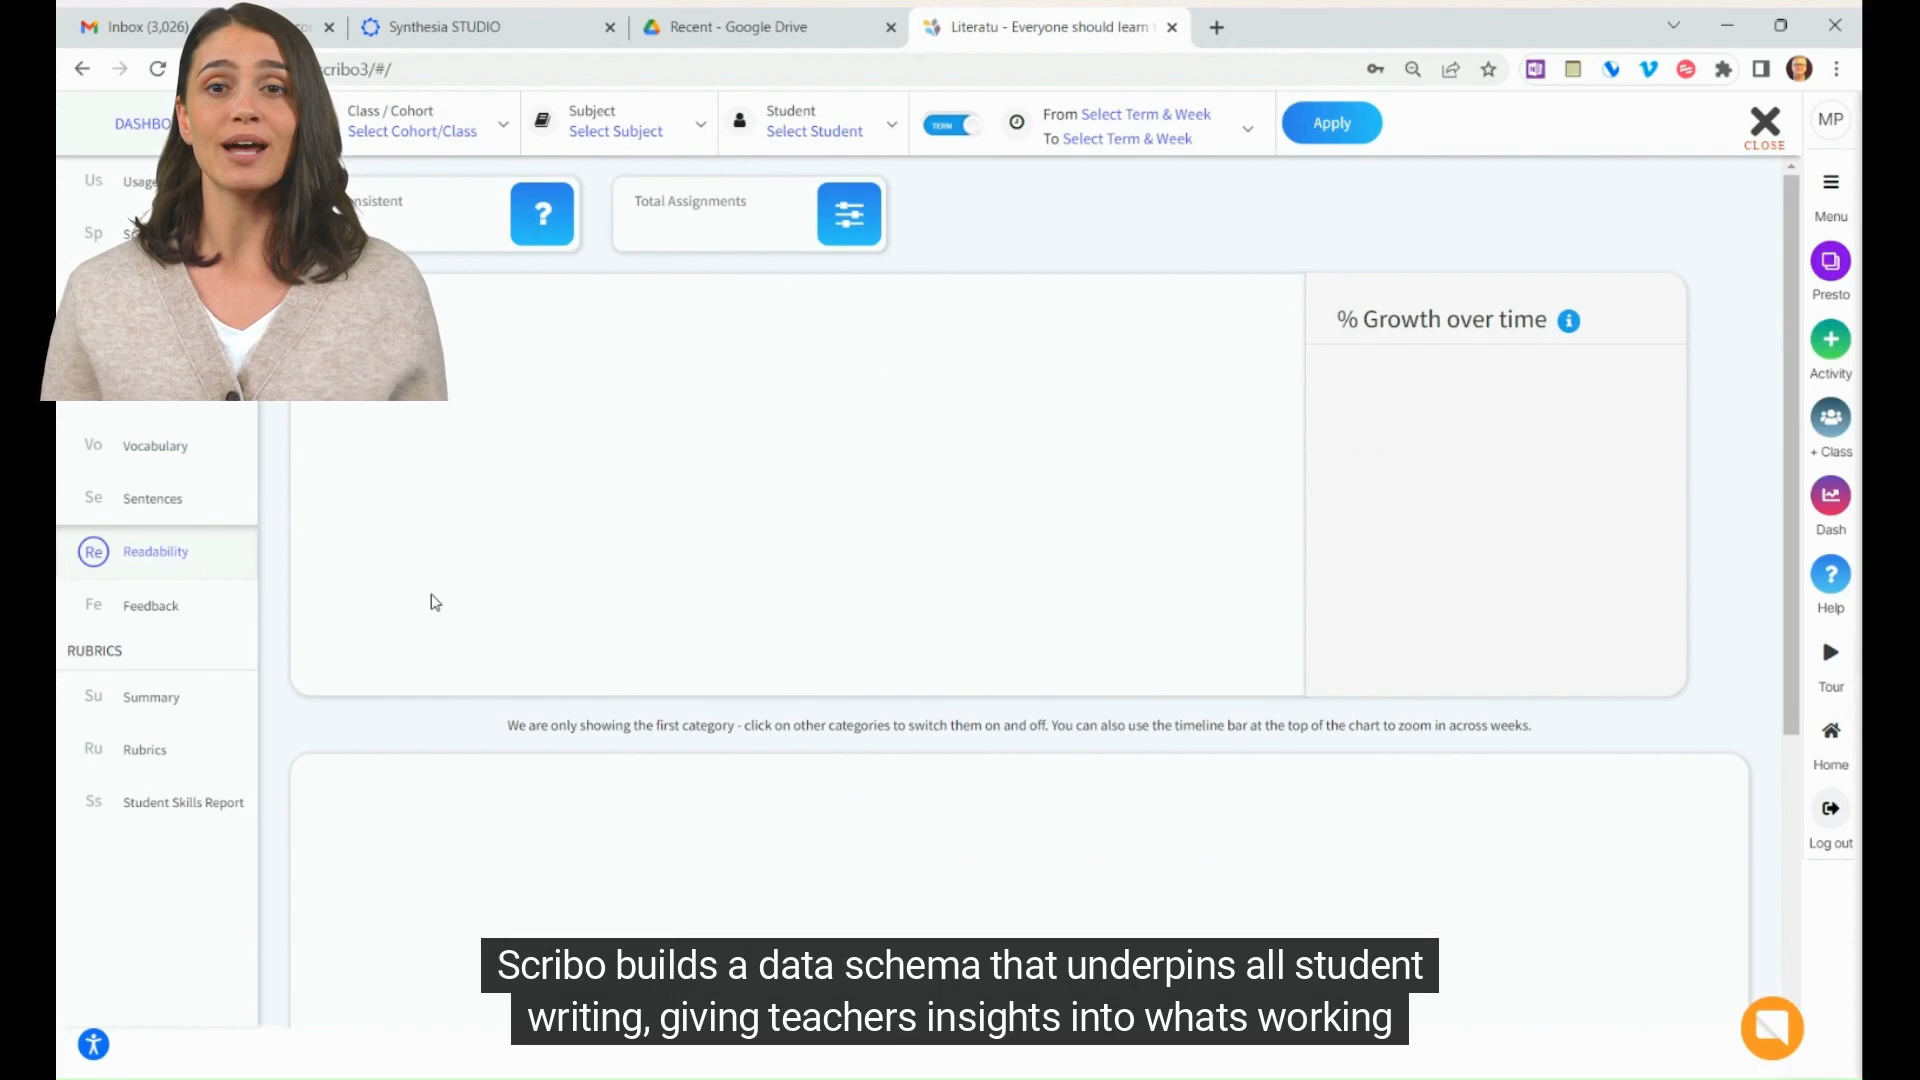 Inbox (3,026)
Synthesia STUDIO
Recent - Google Drive
Literatu - Everyone should learn
cribo3/#/
DASHBO
Class / Cohort
Select Cohort/Class
Subject
Select Subject
Student
Select Student
TERM
From Select Term & Week
To Select Term & Week
Apply
CLOSE
MP
Us Usage
Sp
nsistent
?
Total Assignments
% Growth over time
Vo Vocabulary
Se Sentences
Re Readability
Fe Feedback
RUBRICS
Su Summary
Ru Rubrics
Ss Student Skills Report
Menu
Presto
Activity
+ Class
Dash
?
Help
Tour
Home
Log out
We are only showing the first category - click on other categories to switch them on and off. You can also use the timeline bar at the top of the chart to zoom in across weeks.
Scribo builds a data schema that underpins all student
writing, giving teachers insights into whats working